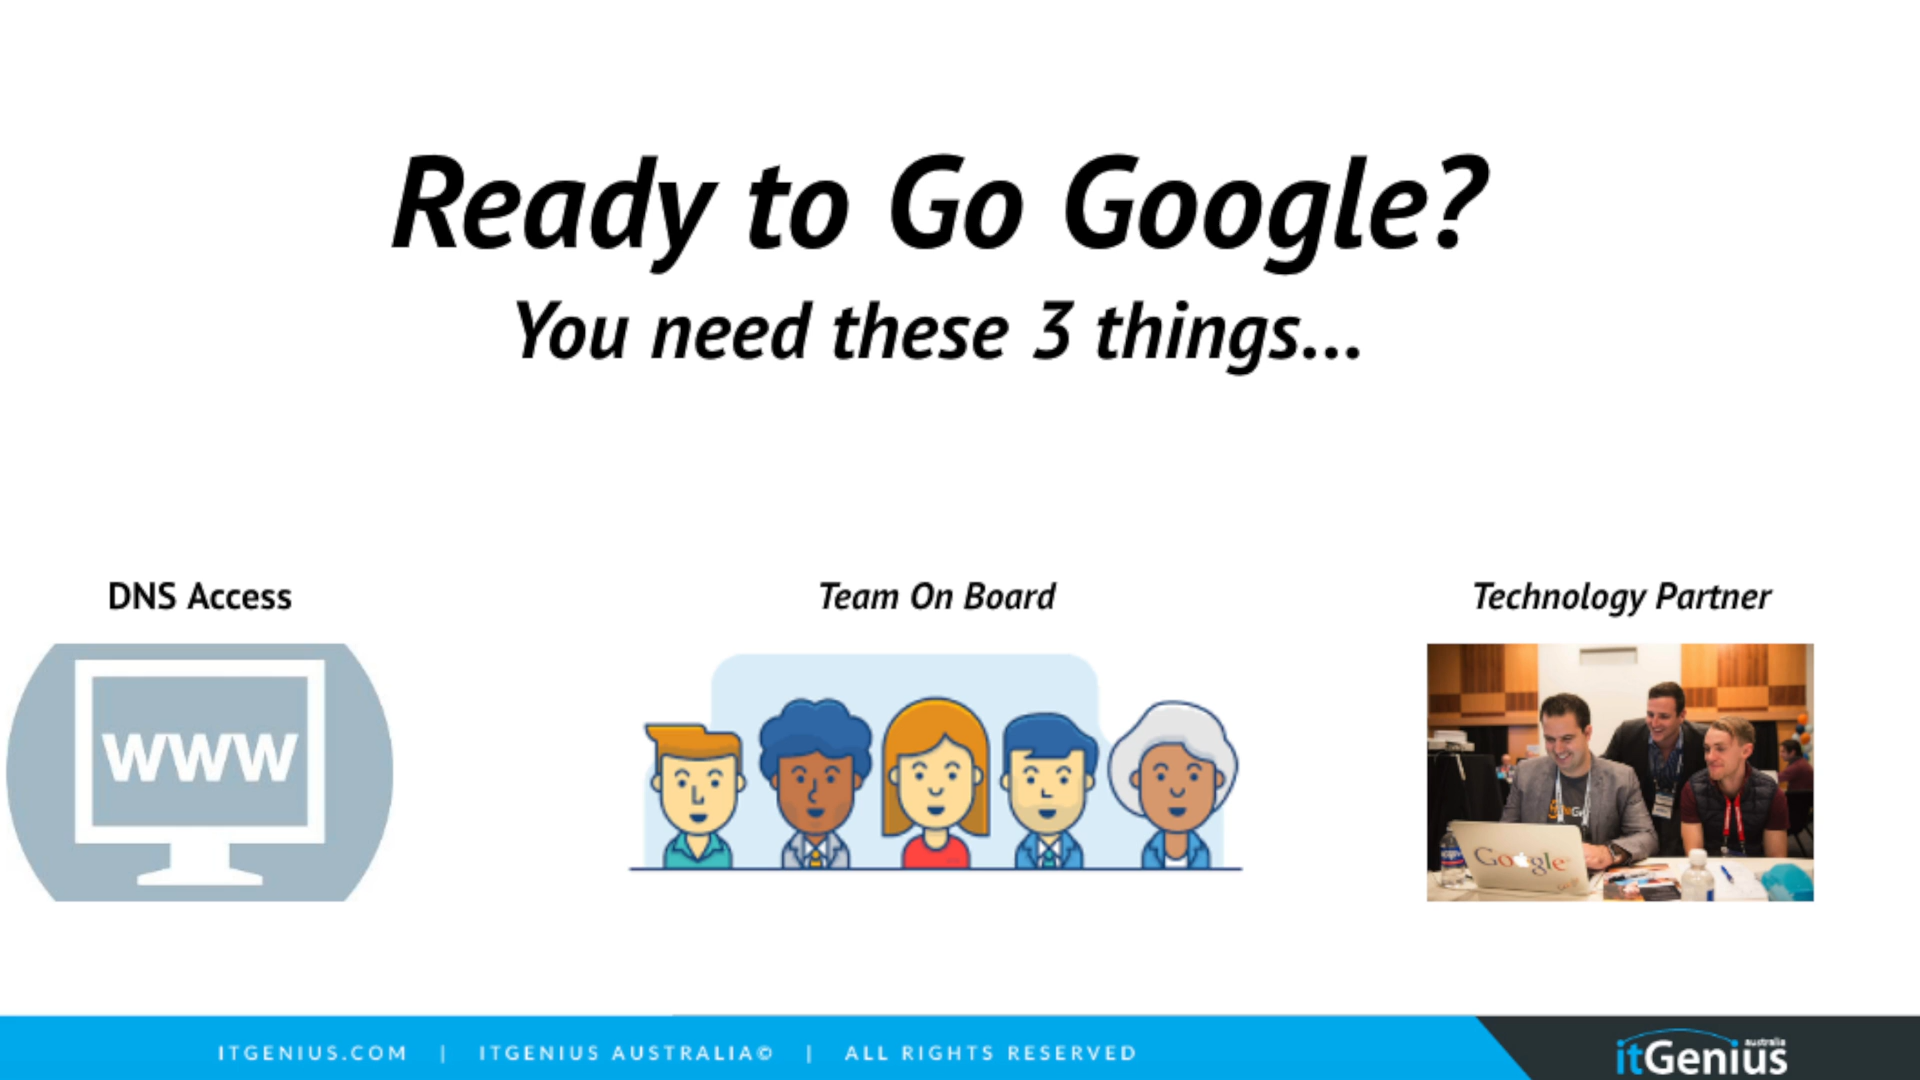 Ready to Go Google?
You need these 3 things...
DNS Access
Team On Board
Technology Partner
WWW
Google
ITGENIUS.COM | ITGENIUS AUSTRALIA© | ALL RIGHTS RESERVED
australia
itGenius